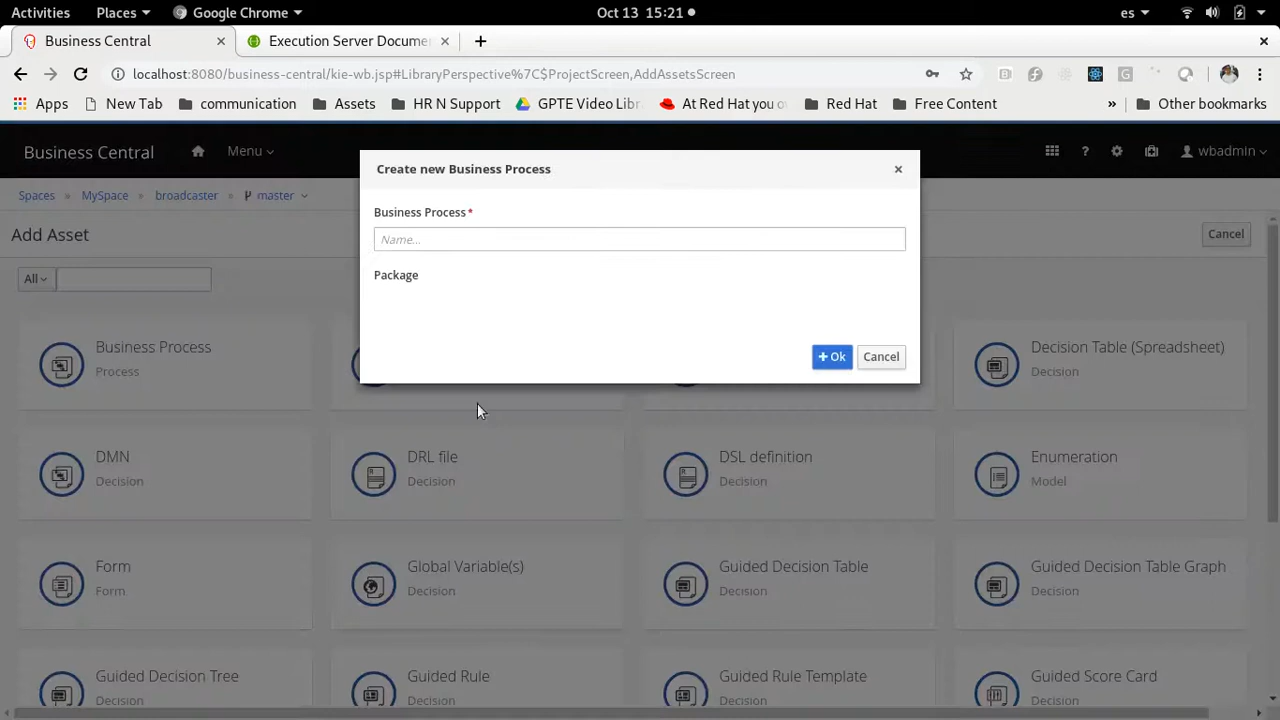 Activities Places Google Chrome Oct 13 15:21 es
Business Central Execution Server Docume
localhost:8080/business-central/kie-wb.jsp#LibraryPerspective%7C$ProjectScreen,AddAssetsScreen
Apps New Tab communication Assets HR N Support GPTE Video Libr At Red Hat you o Red Hat Free Content » Other bookmarks
Business Central Menu ? wbadmin
Spaces » MySpace » broadcaster » master
Add Asset Cancel
All
Create new Business Process ×
Business Process*
Name...
Package
+ Ok Cancel
Business Process
Process
Decision Table (Spreadsheet)
Decision
DMN
Decision
DRL file
Decision
DSL definition
Decision
Enumeration
Model
Form
Form
Global Variable(s)
Decision
Guided Decision Table
Decision
Guided Decision Table Graph
Decision
Guided Decision Tree
Decision
Guided Rule
Decision
Guided Rule Template
Decision
Guided Score Card
Decision